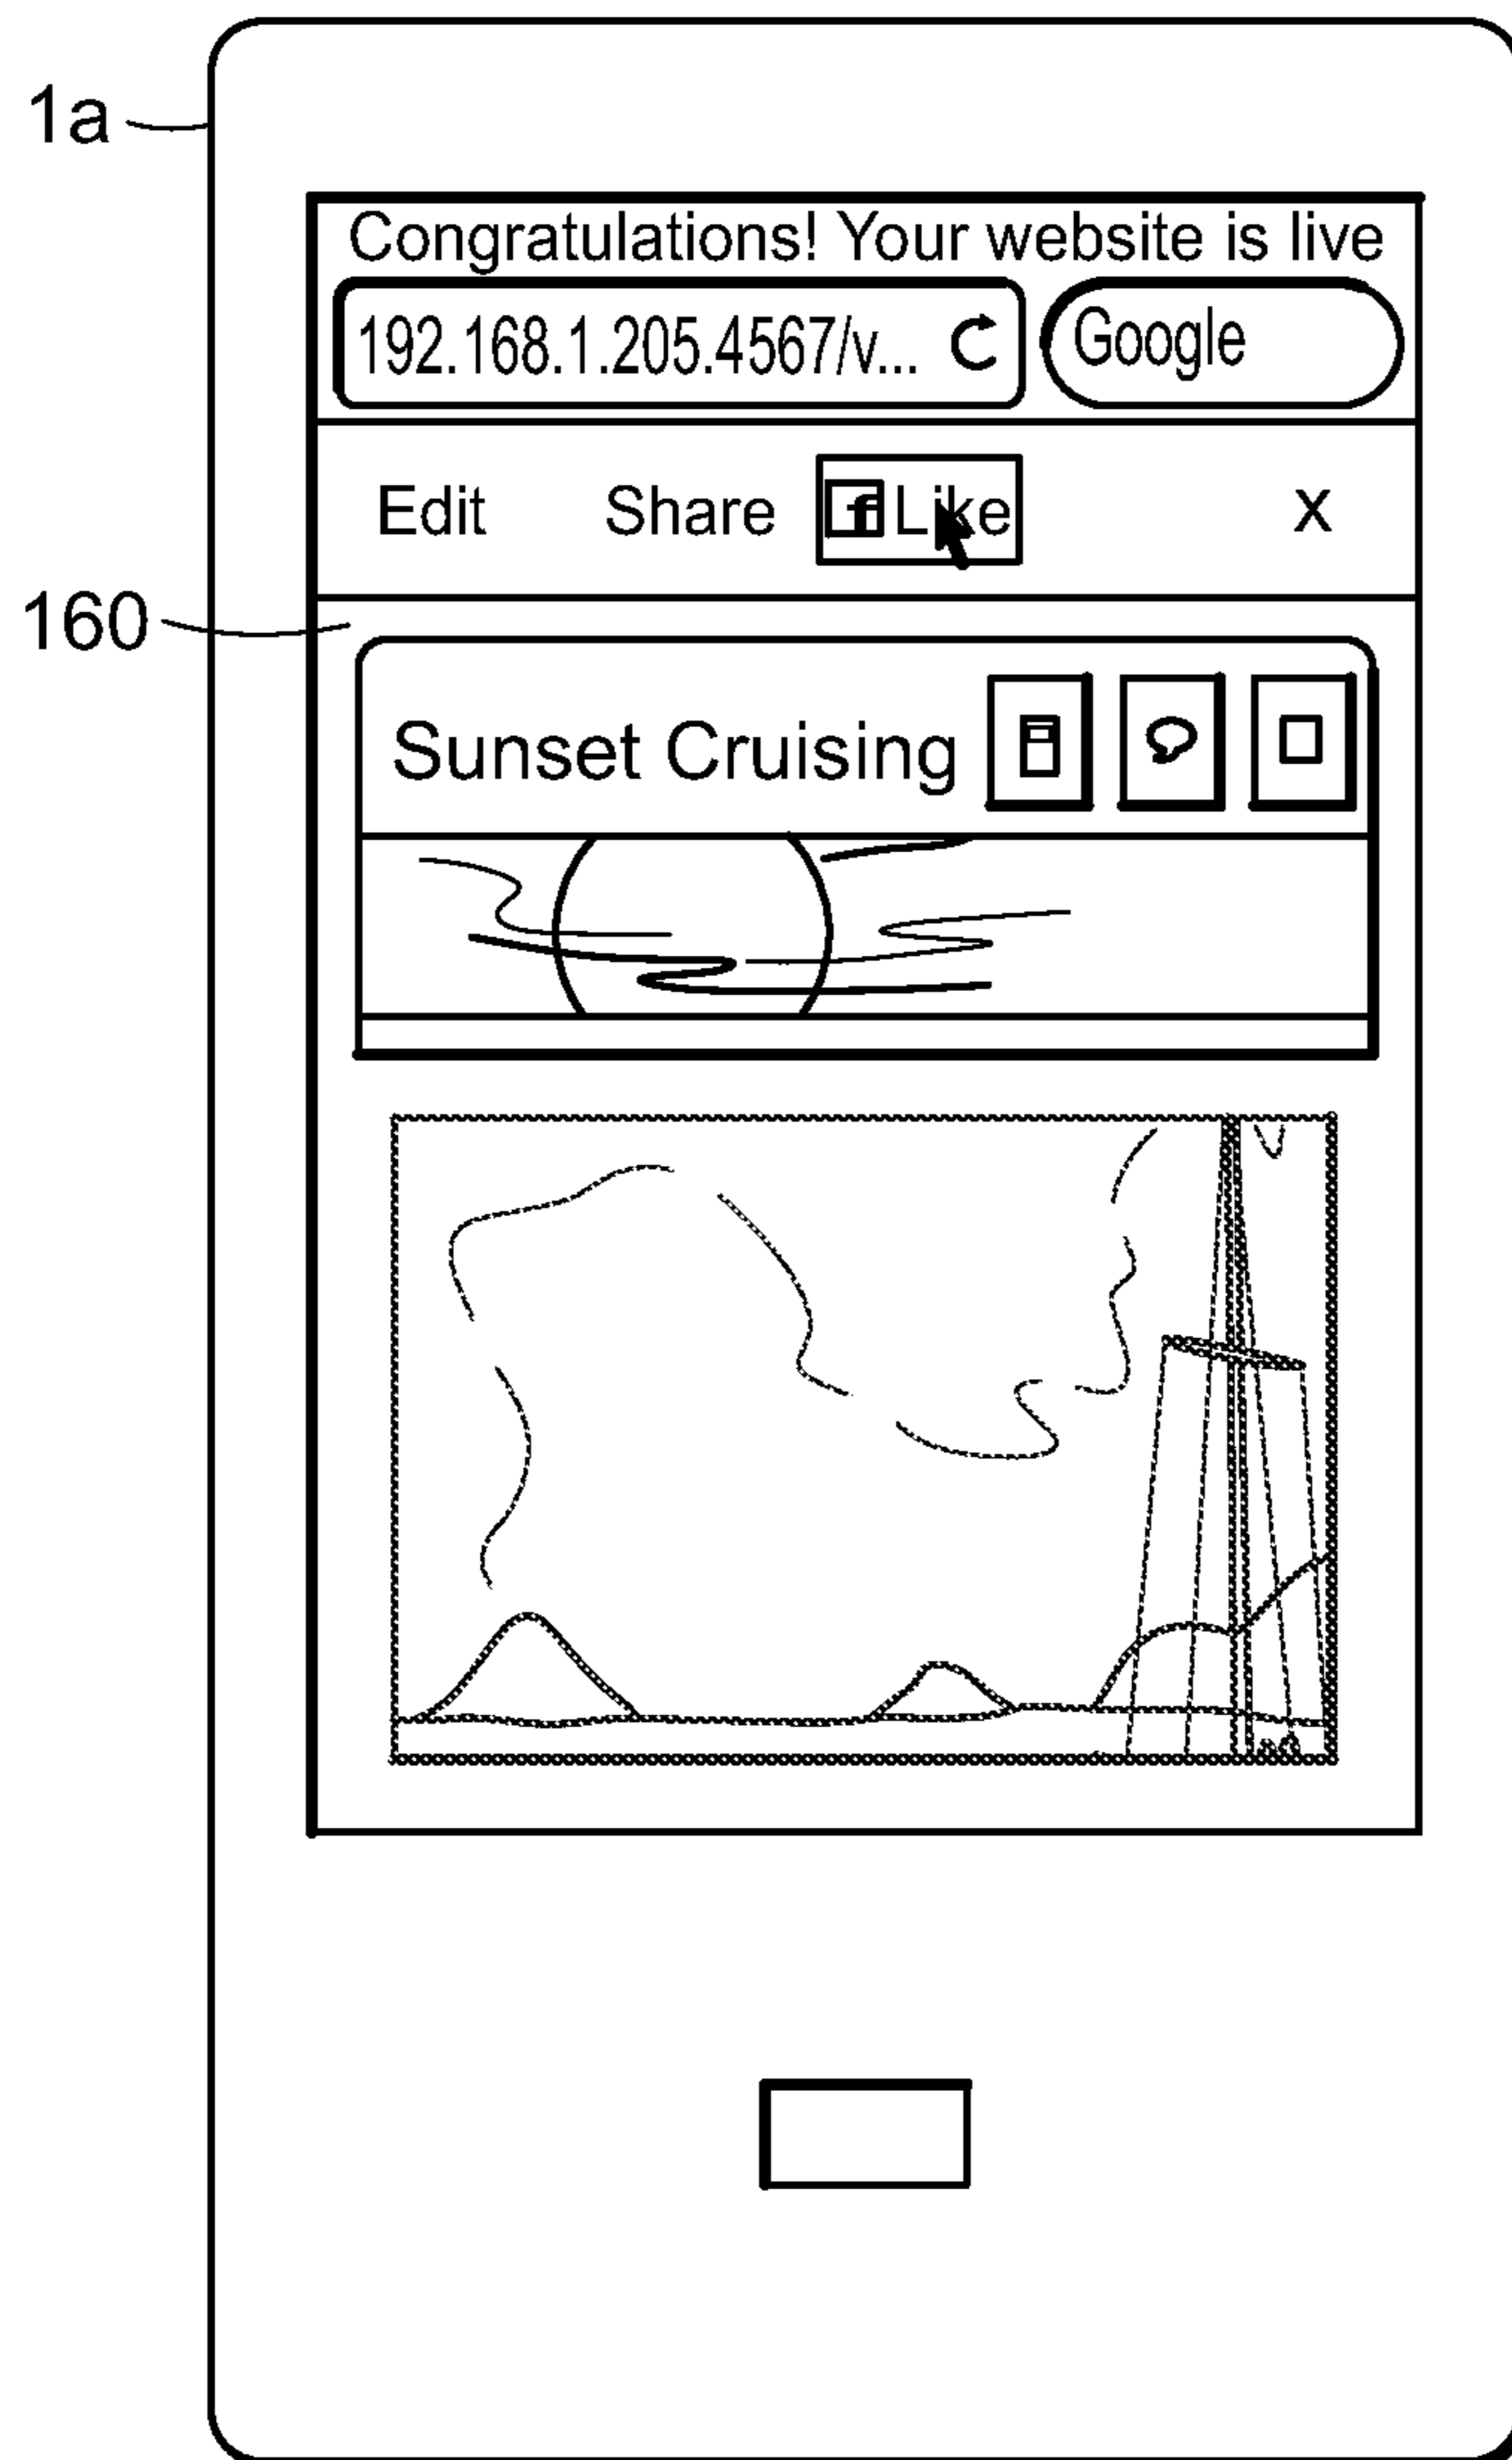 1a
Congratulations! Your website is live
192.168.1.205.4567/v... Google
Edit Share f Like X
160
Sunset Cruising